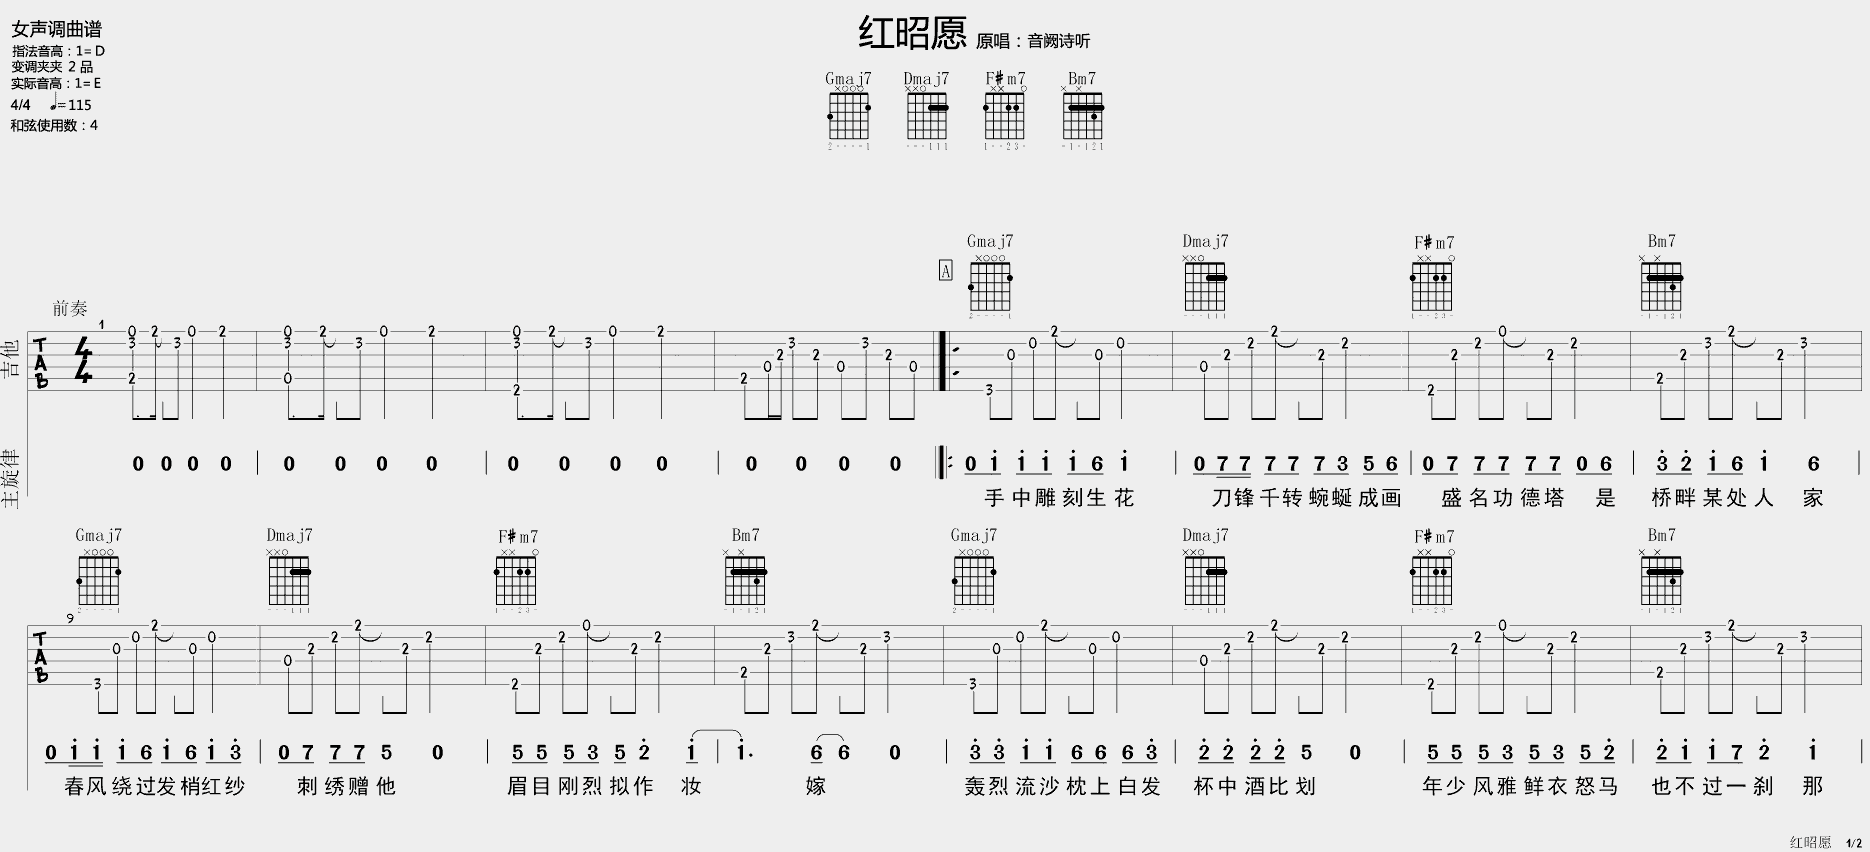 红昭愿 原唱：音阙诗听
女声调曲谱
指法音高：1=D
变调夹夹 2 品
实际音高：1=E
4/4 ♩=115
和弦使用数：4
Gmaj7 Dmaj7 F#m7 Bm7
A Gmaj7 Dmaj7 F#m7 Bm7
前奏
1
吉他
TAB 4/4
主旋律
0 0 0 0 | 0 0 0 0 | 0 0 0 0 | 0 0 0 0 |: 0 1 1 1 1 6 1 | 0 7 7 7 7 7 3 5 6 | 0 7 7 7 7 7 0 6 | 3 2 1 6 1 6 |
手中雕刻生花 刀锋千转蜿蜒成画 盛名功德塔 是 桥畔某处人 家
Gmaj7 Dmaj7 F#m7 Bm7 Gmaj7 Dmaj7 F#m7 Bm7
9
TAB
0 1 1 1 6 1 6 1 3 | 0 7 7 7 5 0 | 5 5 5 3 5 2 1 | 1. 6 6 0 | 3 3 1 1 6 6 6 3 | 2 2 2 2 5 0 | 5 5 5 3 5 3 5 2 | 2 1 1 7 2 1 |
春风绕过发梢红纱 刺绣赠他 眉目刚烈拟作 妆 嫁 轰烈流沙枕上白发 杯中酒比划 年少风雅鲜衣怒马 也不过一刹 那
红昭愿 1/2